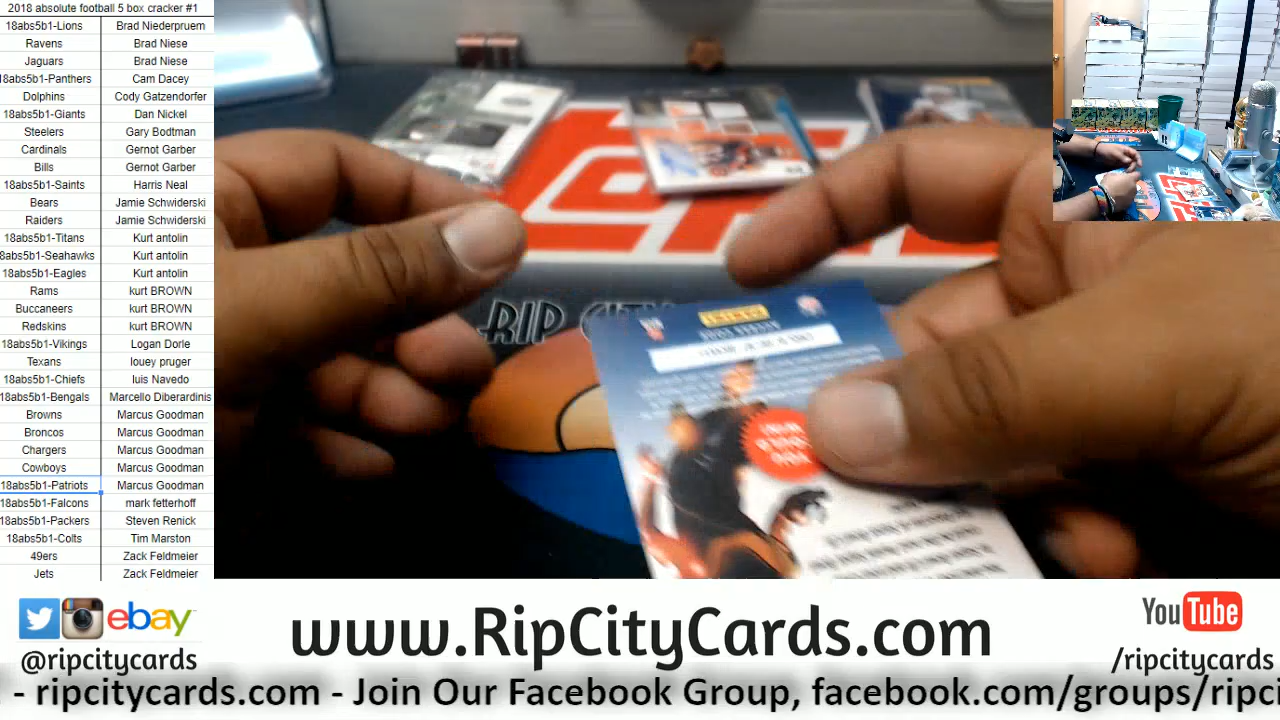 2018 absolute football 5 box cracker #1
18abs5b1-Lions Brad Niederpruem
Ravens Brad Niese
Jaguars Brad Niese
18abs5b1-Panthers Cam Dacey
Dolphins Cody Gatzendorfer
18abs5b1-Giants Dan Nickel
Steelers Gary Bodtman
Cardinals Gernot Garber
Bills Gernot Garber
18abs5b1-Saints Harris Neal
Bears Jamie Schwiderski
Raiders Jamie Schwiderski
18abs5b1-Titans Kurt antolin
8abs5b1-Seahawks Kurt antolin
18abs5b1-Eagles Kurt antolin
Rams kurt BROWN
Buccaneers kurt BROWN
Redskins kurt BROWN
18abs5b1-Vikings Logan Dorle
Texans louey pruger
18abs5b1-Chiefs luis Navedo
18abs5b1-Bengals Marcello Diberardinis
Browns Marcus Goodman
Broncos Marcus Goodman
Chargers Marcus Goodman
Cowboys Marcus Goodman
18abs5b1-Patriots Marcus Goodman
18abs5b1-Falcons mark fetterhoff
18abs5b1-Packers Steven Renick
18abs5b1-Colts Tim Marston
49ers Zack Feldmeier
Jets Zack Feldmeier
RIP CITY
PANINI
ebay
@ripcitycards
www.RipCityCards.com
YouTube
/ripcitycards
- ripcitycards.com - Join Our Facebook Group, facebook.com/groups/ripci